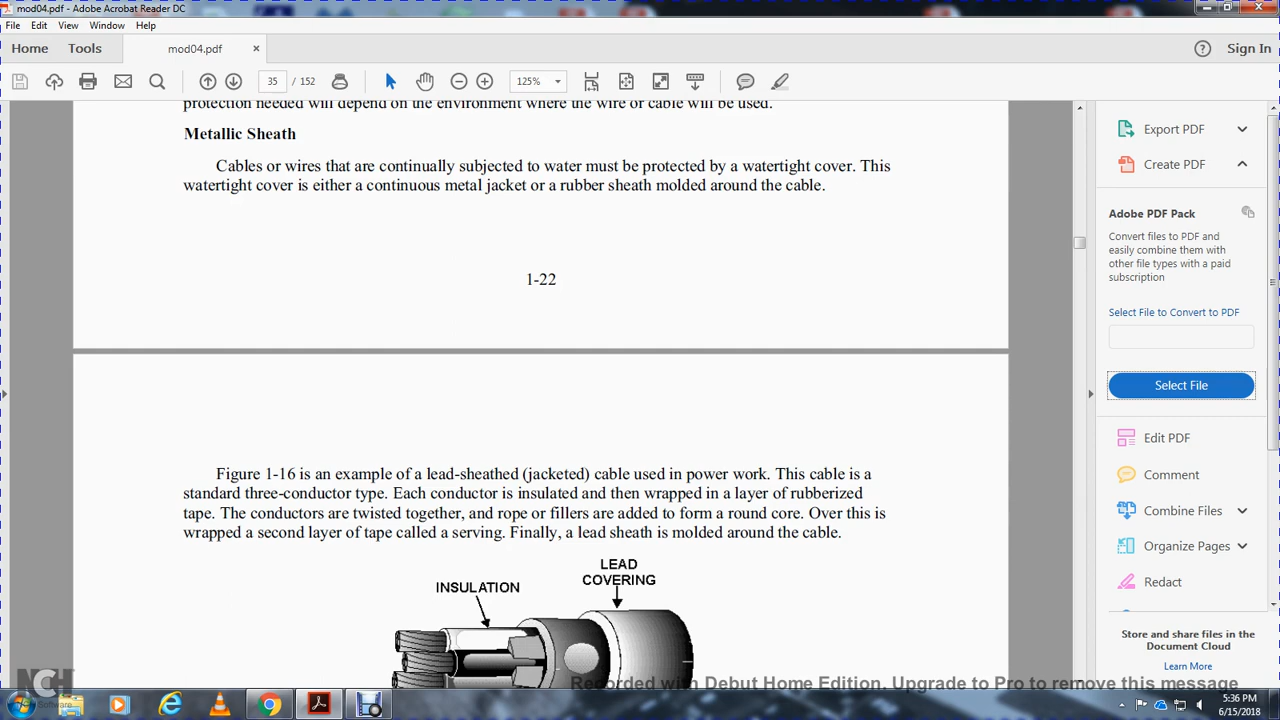 mod04.pdf - Adobe Acrobat Reader DC
File Edit View Window Help
Home Tools mod04.pdf × ? Sign In
35 / 152 125%
protection needed will depend on the environment where the wire or cable will be used.
Metallic Sheath
Cables or wires that are continually subjected to water must be protected by a watertight cover. This
watertight cover is either a continuous metal jacket or a rubber sheath molded around the cable.
1-22
Figure 1-16 is an example of a lead-sheathed (jacketed) cable used in power work. This cable is a
standard three-conductor type. Each conductor is insulated and then wrapped in a layer of rubberized
tape. The conductors are twisted together, and rope or fillers are added to form a round core. Over this is
wrapped a second layer of tape called a serving. Finally, a lead sheath is molded around the cable.
LEAD
COVERING
INSULATION
Export PDF
Create PDF
Adobe PDF Pack
Convert files to PDF and
easily combine them with
other file types with a paid
subscription
Select File to Convert to PDF
Select File
Edit PDF
Comment
Combine Files
Organize Pages
Redact
Store and share files in the
Document Cloud
Learn More
NCH
Software
Recorded with Debut Home Edition. Upgrade to Pro to remove this message
5:36 PM
6/15/2018